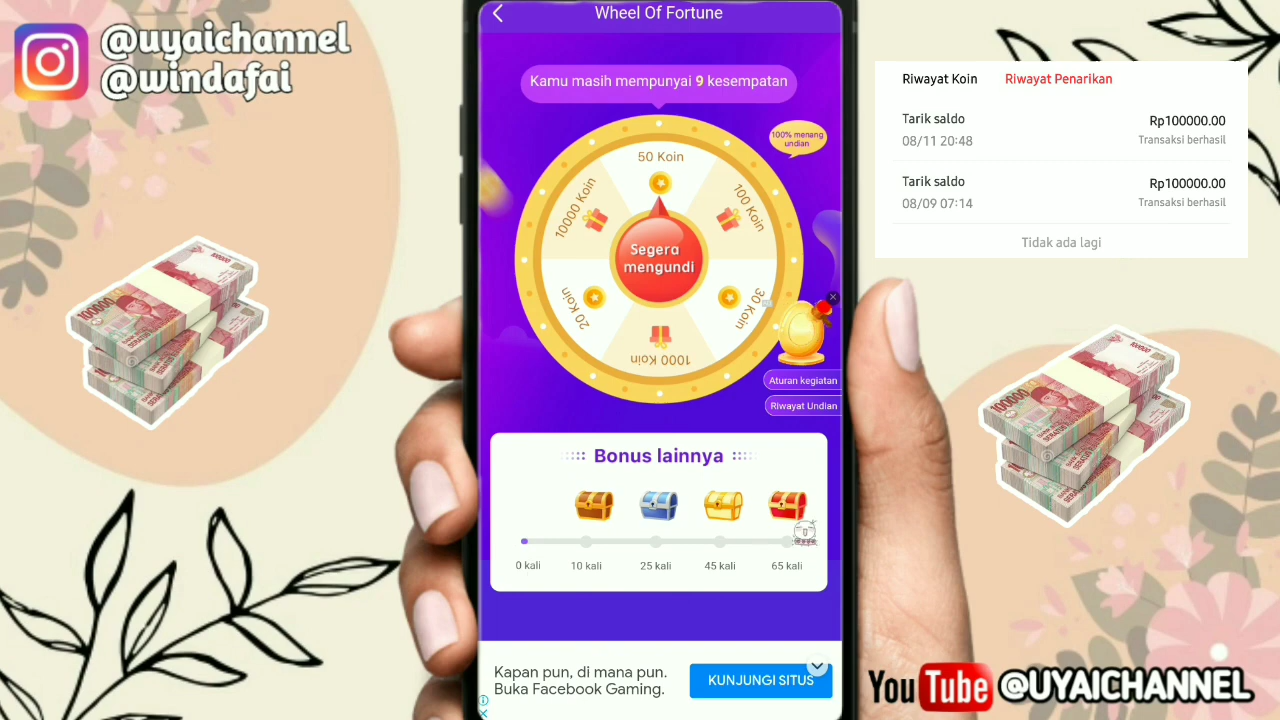 @uyaichannel
@windafai
Wheel Of Fortune
Kamu masih mempunyai 9 kesempatan
100% menang
undian
50 Koin
100 Koin
30 Koin
1000 Koin
20 Koin
10000 Koin
Segera
mengundi
Aturan kegiatan
Riwayat Undian
Bonus lainnya
0 kali
10 kali
25 kali
45 kali
65 kali
Kapan pun, di mana pun.
Buka Facebook Gaming.
KUNJUNGI SITUS
Riwayat Koin
Riwayat Penarikan
Tarik saldo
Rp100000.00
08/11 20:48
Transaksi berhasil
Tarik saldo
Rp100000.00
08/09 07:14
Transaksi berhasil
Tidak ada lagi
100000
100000
100000
100000
YouTube @UYAICHANNEL